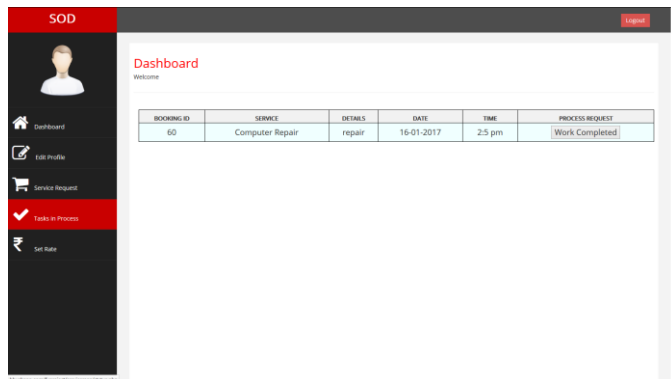 SOD
Logout
Dashboard
Welcome
Dashboard
Edit Profile
Service Request
Tasks in Process
₹ Set Rate
BOOKING ID SERVICE DETAILS DATE TIME PROCESS REQUEST
60 Computer Repair repair 16-01-2017 2:5 pm Work Completed